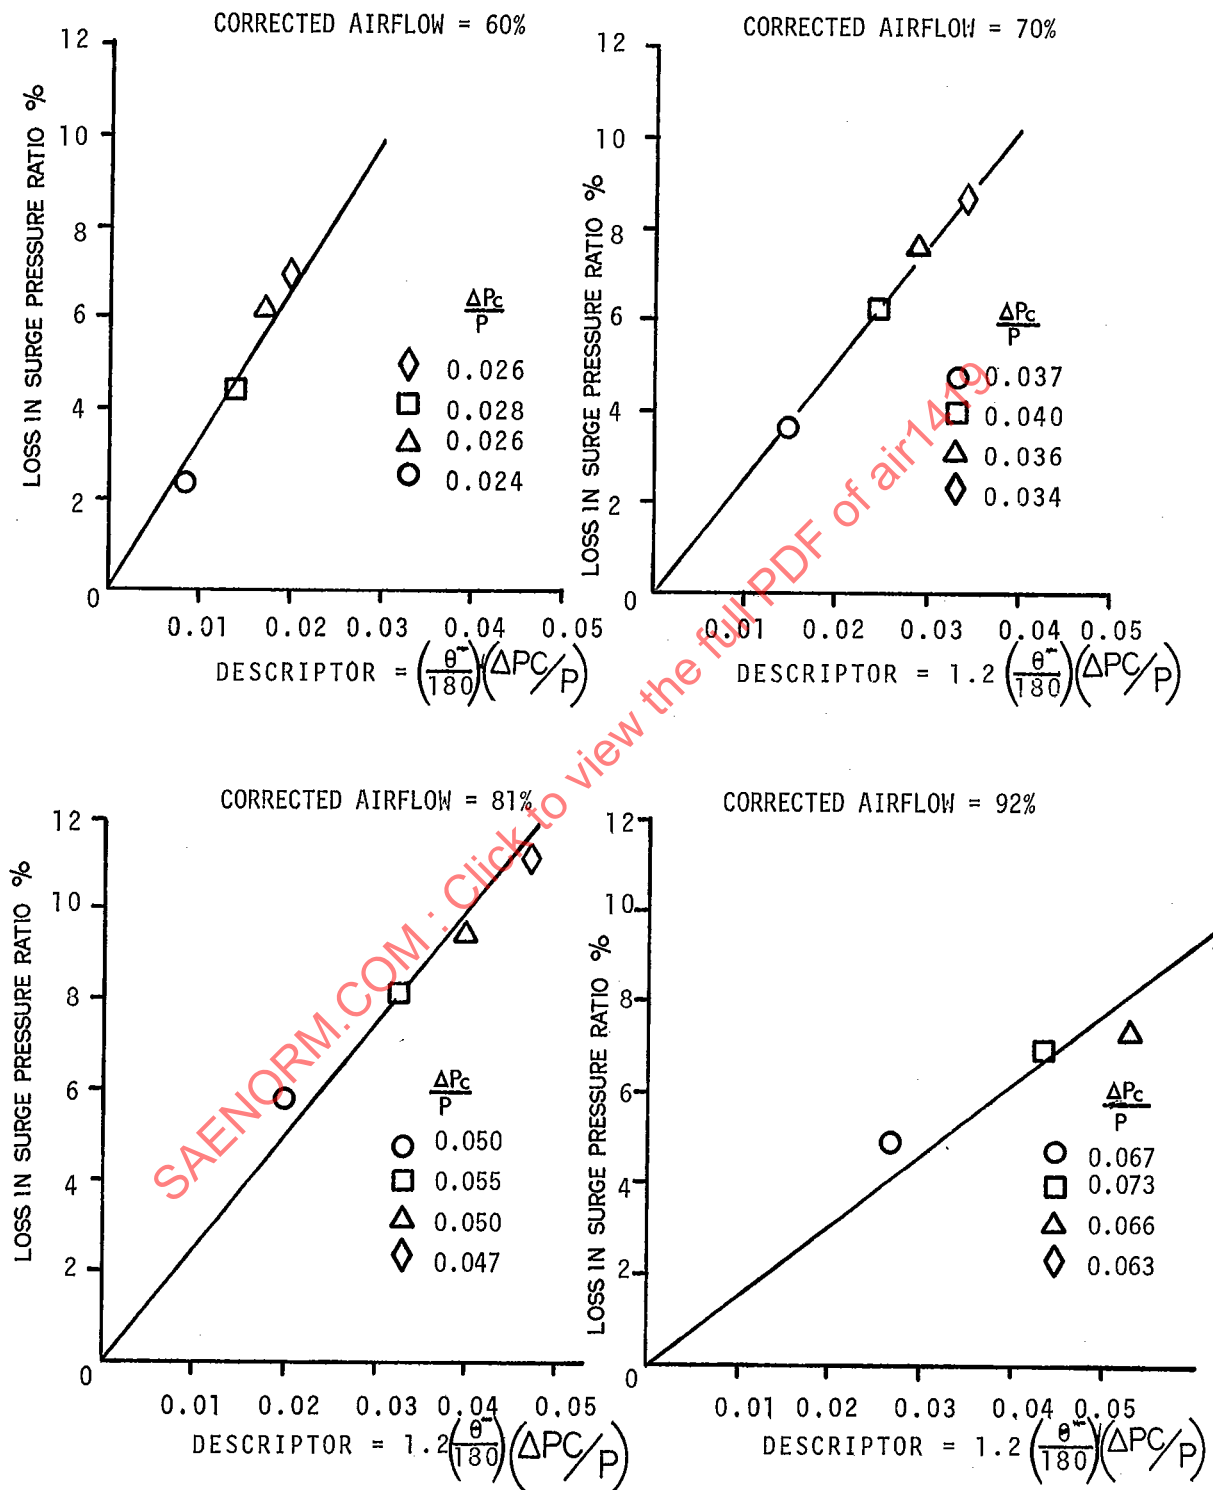 CORRECTED AIRFLOW = 60%
12
10
8
6
4
2
0
LOSS IN SURGE PRESSURE RATIO %
ΔPc
P
0.026
0.028
0.026
0.024
0.01 0.02 0.03 0.04 0.05
DESCRIPTOR = (θ⁻/180)(ΔPC/P)
CORRECTED AIRFLOW = 70%
12
10
8
6
4
2
0
LOSS IN SURGE PRESSURE RATIO %
ΔPc
P
0.037
0.040
0.036
0.034
0.01 0.02 0.03 0.04 0.05
DESCRIPTOR = 1.2 (θ⁻/180)(ΔPC/P)
CORRECTED AIRFLOW = 81%
12
10
8
6
4
2
0
LOSS IN SURGE PRESSURE RATIO %
ΔPc
P
0.050
0.055
0.050
0.047
0.01 0.02 0.03 0.04 0.05
DESCRIPTOR = 1.2 (θ⁻/180)(ΔPC/P)
CORRECTED AIRFLOW = 92%
12
10
8
6
4
2
0
LOSS IN SURGE PRESSURE RATIO %
ΔPc
P
0.067
0.073
0.066
0.063
0.01 0.02 0.03 0.04 0.05
DESCRIPTOR = 1.2 (θ⁻/180)(ΔPC/P)
SAENORM.COM : Click to view the full PDF of air1419